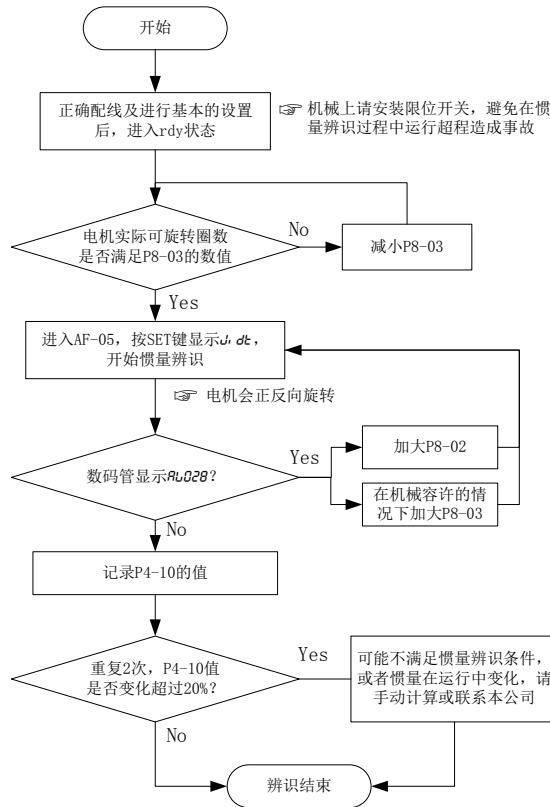 开始
正确配线及进行基本的设置
后，进入rdy状态
☞ 机械上请安装限位开关，避免在惯
量辨识过程中运行超程造成事故
电机实际可旋转圈数
是否满足P8-03的数值
No
减小P8-03
Yes
进入AF-05，按SET键显示J-idt，
开始惯量辨识
☞ 电机会正反向旋转
数码管显示AL028？
Yes
加大P8-02
在机械容许的情
况下加大P8-03
No
记录P4-10的值
重复2次，P4-10值
是否变化超过20%？
Yes
可能不满足惯量辨识条件，
或者惯量在运行中变化，请
手动计算或联系本公司
No
辨识结束